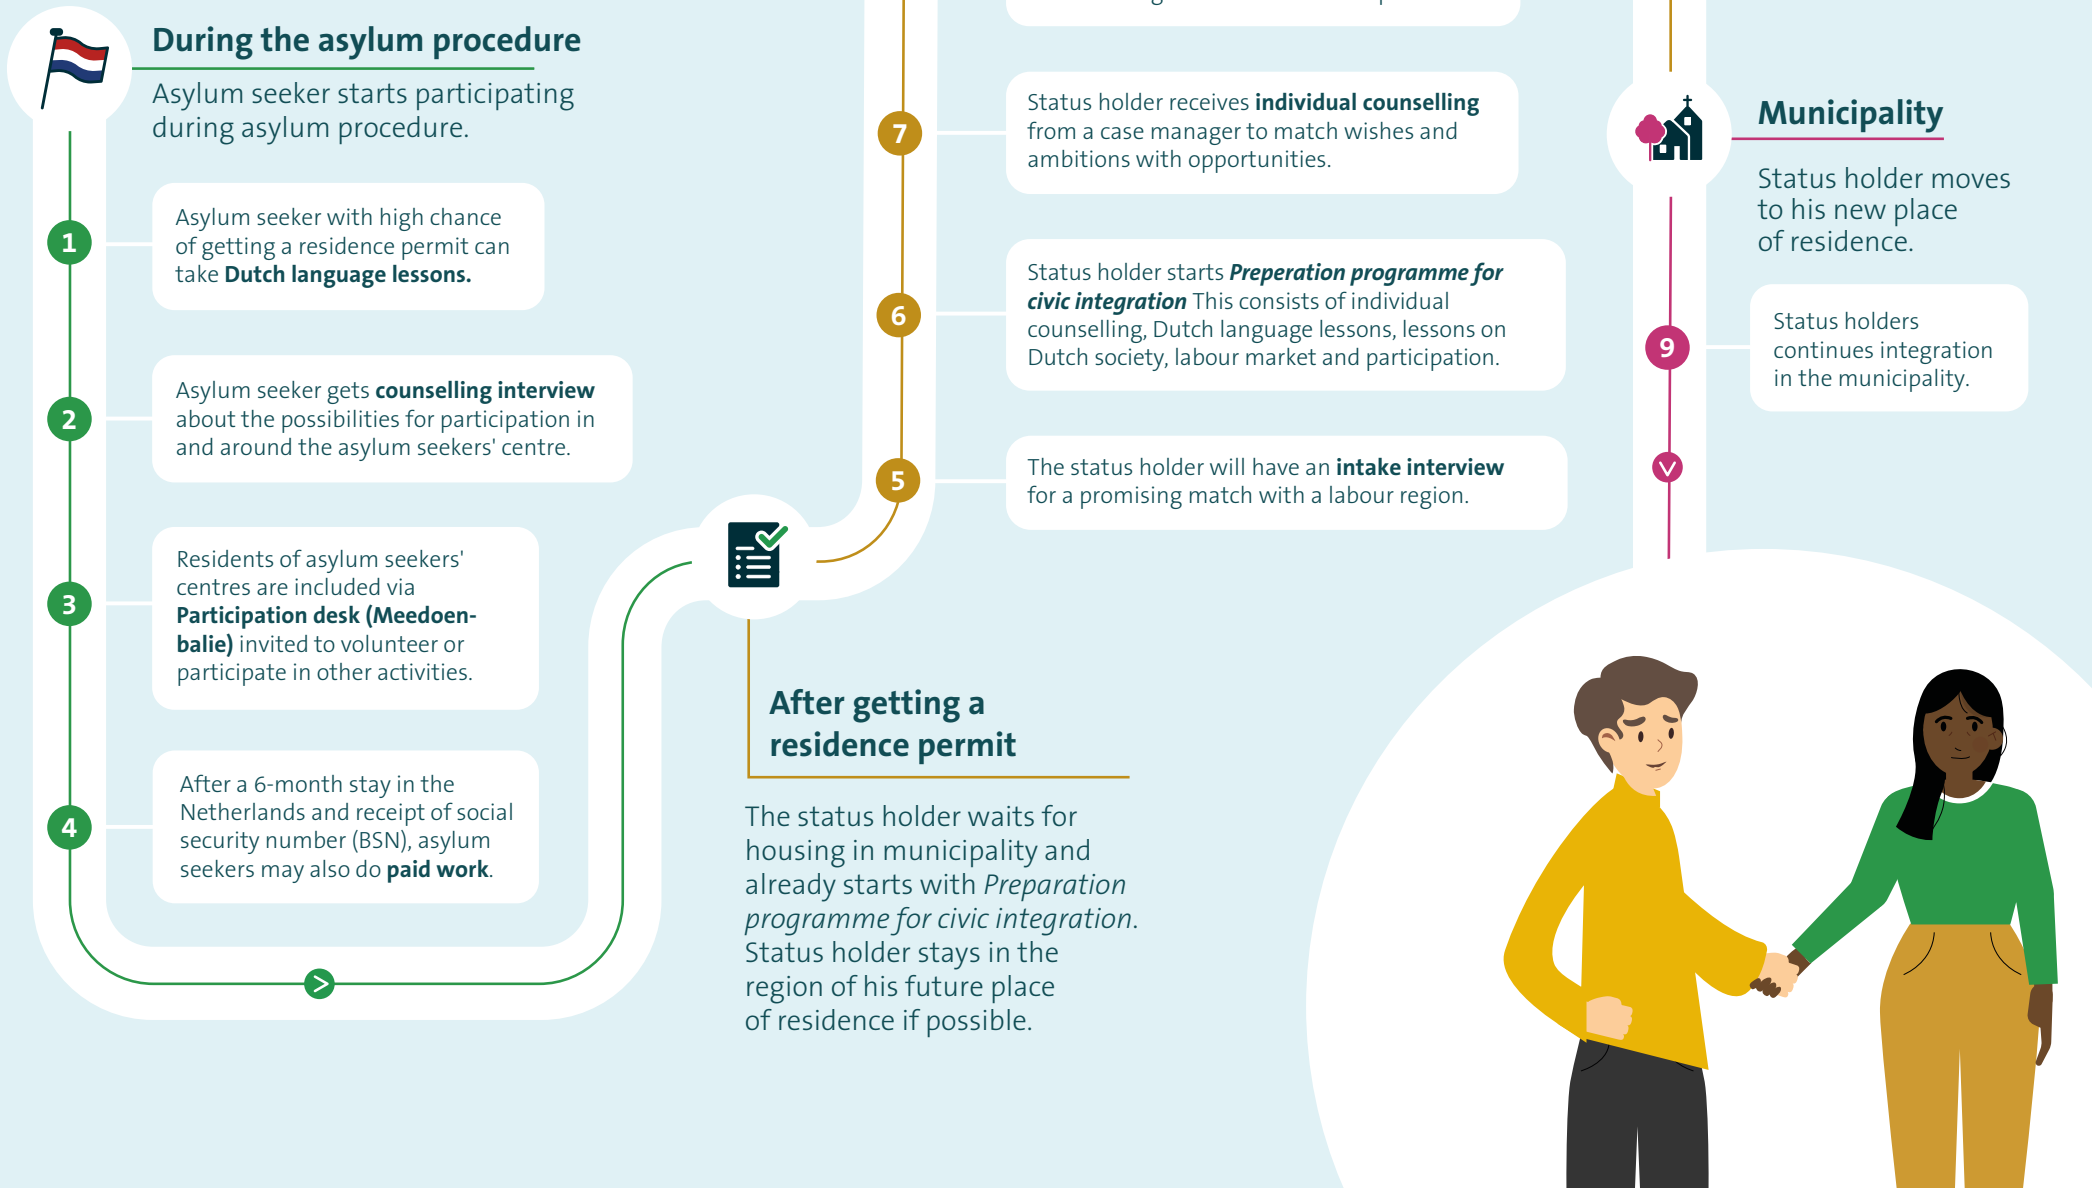 During the asylum procedure
Asylum seeker starts participating
during asylum procedure.
1
Asylum seeker with high chance
of getting a residence permit can
take Dutch language lessons.
2
Asylum seeker gets counselling interview
about the possibilities for participation in
and around the asylum seekers' centre.
3
Residents of asylum seekers'
centres are included via
Participation desk (Meedoen-
balie) invited to volunteer or
participate in other activities.
4
After a 6-month stay in the
Netherlands and receipt of social
security number (BSN), asylum
seekers may also do paid work.
After getting a
residence permit
The status holder waits for
housing in municipality and
already starts with Preparation
programme for civic integration.
Status holder stays in the
region of his future place
of residence if possible.
7
Status holder receives individual counselling
from a case manager to match wishes and
ambitions with opportunities.
6
Status holder starts Preperation programme for
civic integration This consists of individual
counselling, Dutch language lessons, lessons on
Dutch society, labour market and participation.
5
The status holder will have an intake interview
for a promising match with a labour region.
Municipality
Status holder moves
to his new place
of residence.
9
Status holders
continues integration
in the municipality.